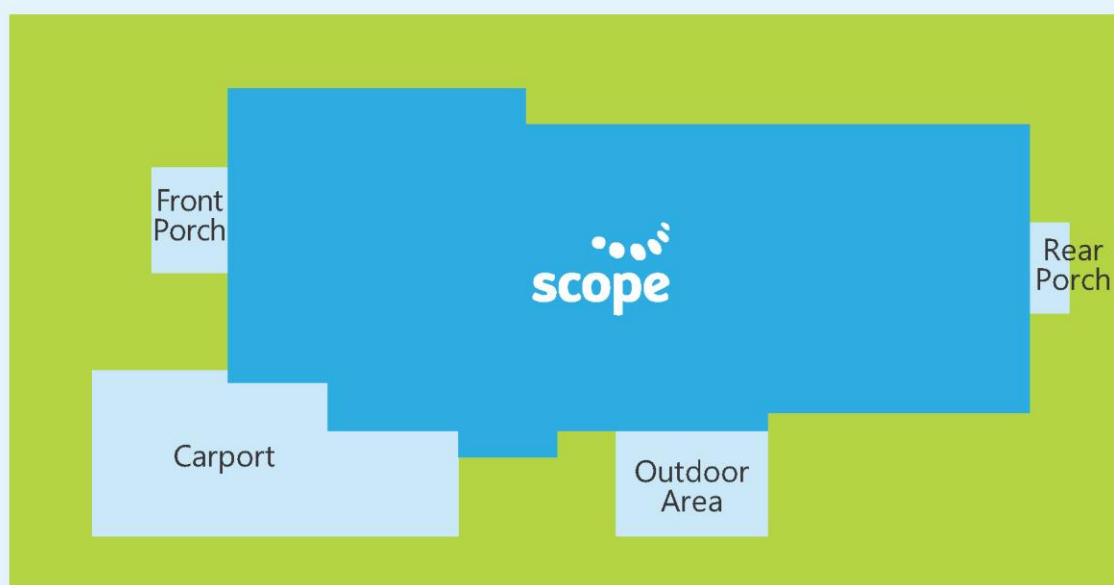 Front
Porch
scope
Rear
Porch
Carport
Outdoor
Area